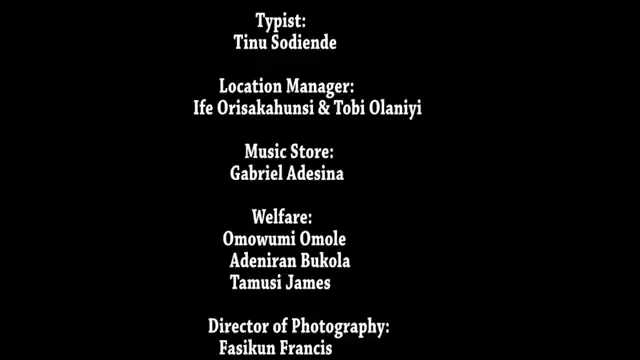 Typist:
Tinu Sodiende
Location Manager:
Ife Orisakahunsi & Tobi Olaniyi
Music Store:
Gabriel Adesina
Welfare:
Omowumi Omole
Adeniran Bukola
Tamusi James
Director of Photography:
Fasikun Francis